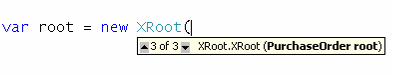 var root = new XRoot(
▲3 of 3▼ XRoot.XRoot (PurchaseOrder root)